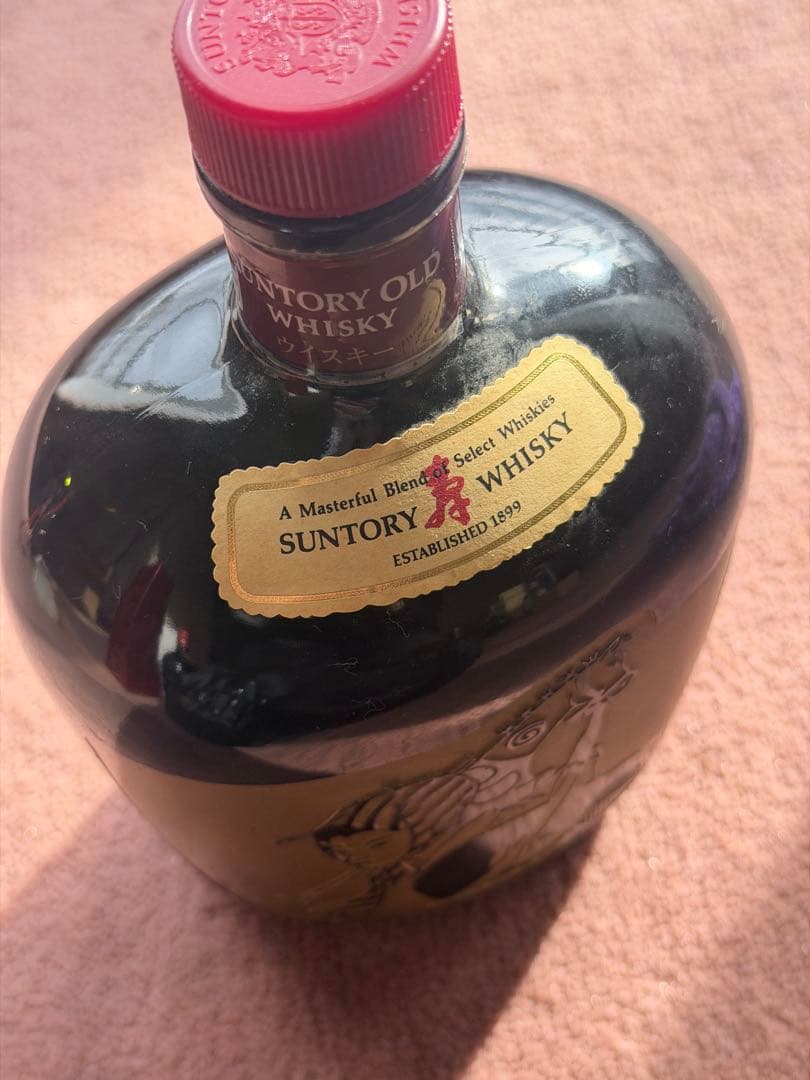 SUNTORY OLD
WHISKY
ウイスキー
A Masterful Blend of Select Whiskies
SUNTORY 寿 WHISKY
ESTABLISHED 1899